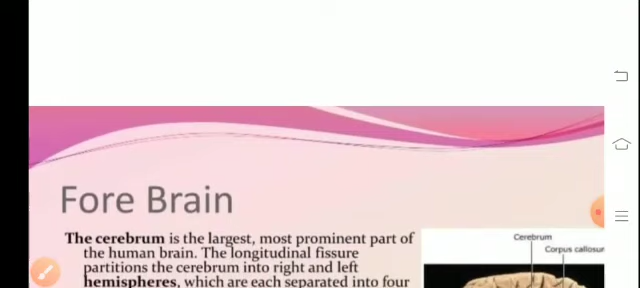 Fore Brain
The cerebrum is the largest, most prominent part of
the human brain. The longitudinal fissure
partitions the cerebrum into right and left
hemispheres, which are each separated into four
Cerebrum
Corpus callosur